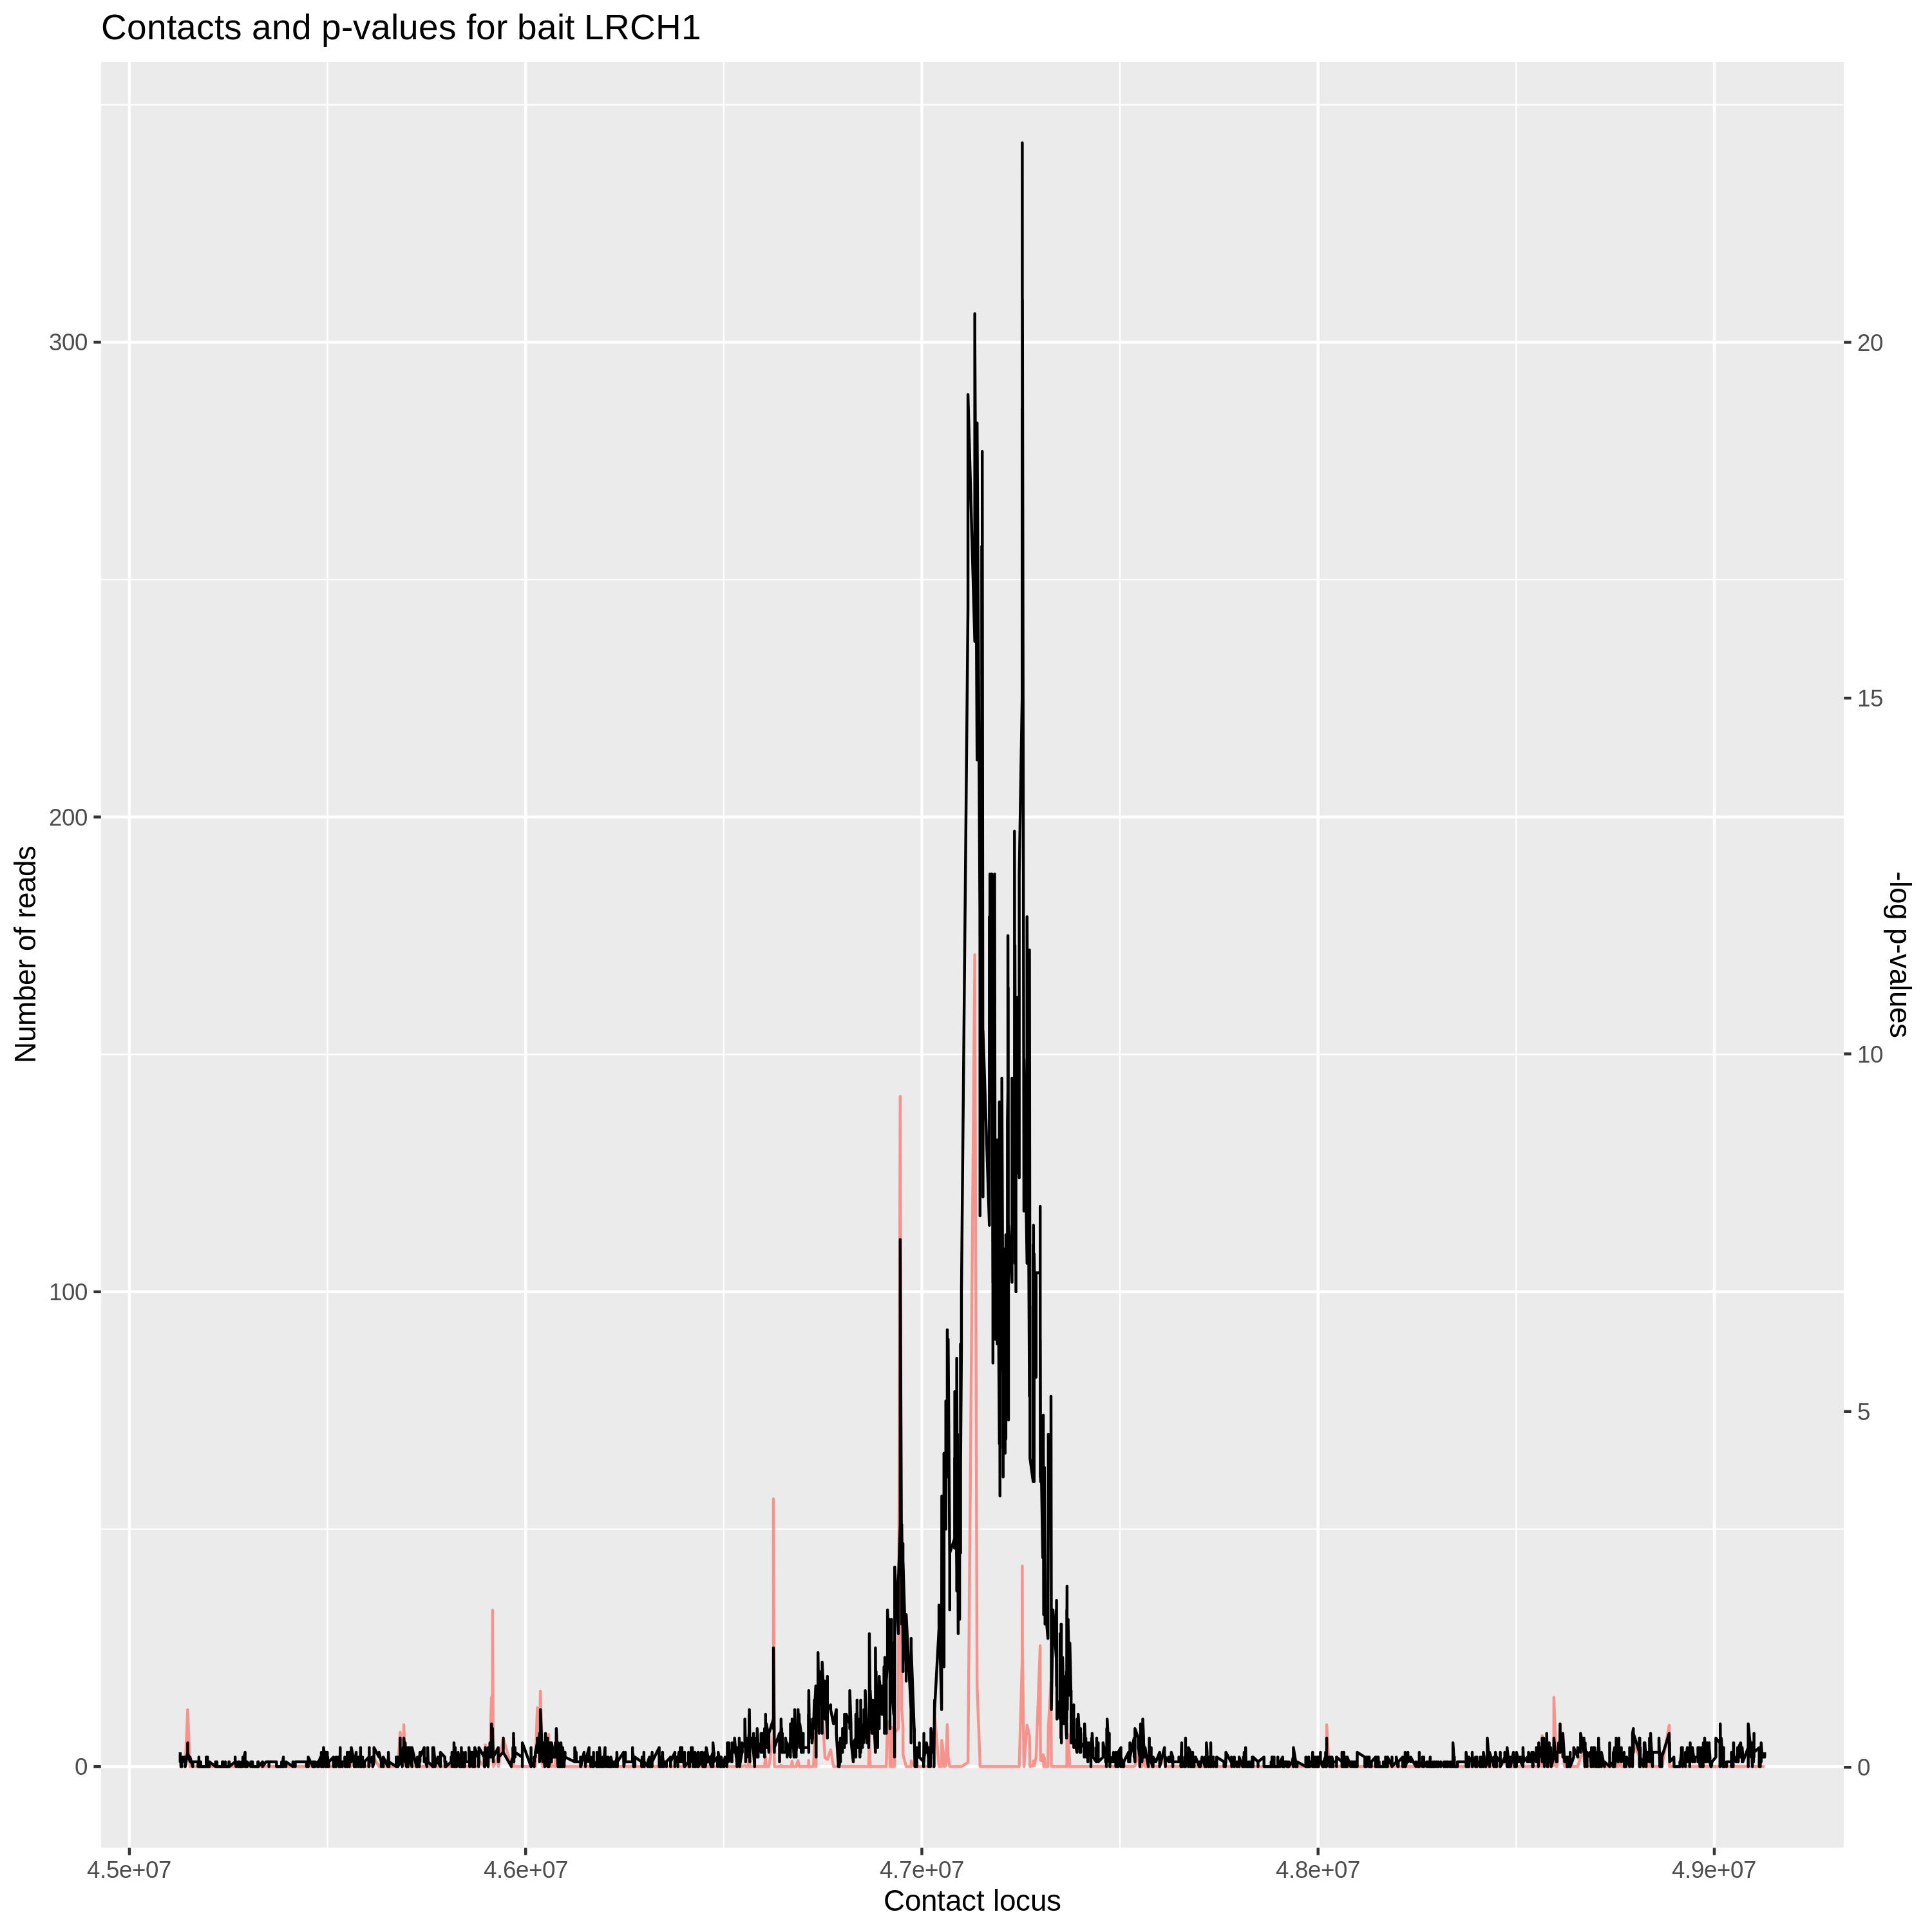 Contacts and p-values for bait LRCH1
300
200
100
0
Number of reads
20
15
10
5
0
-log p-values
4.5e+07
4.6e+07
4.7e+07
4.8e+07
4.9e+07
Contact locus